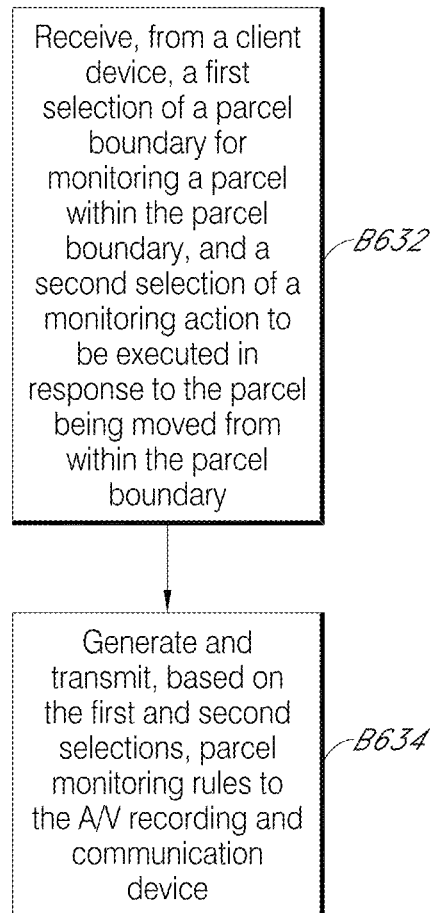 Receive, from a client
device, a first
selection of a parcel
boundary for
monitoring a parcel
within the parcel
boundary, and a
second selection of a
monitoring action to
be executed in
response to the parcel
being moved from
within the parcel
boundary
B632
Generate and
transmit, based on
the first and second
selections, parcel
monitoring rules to
the A/V recording and
communication
device
B634